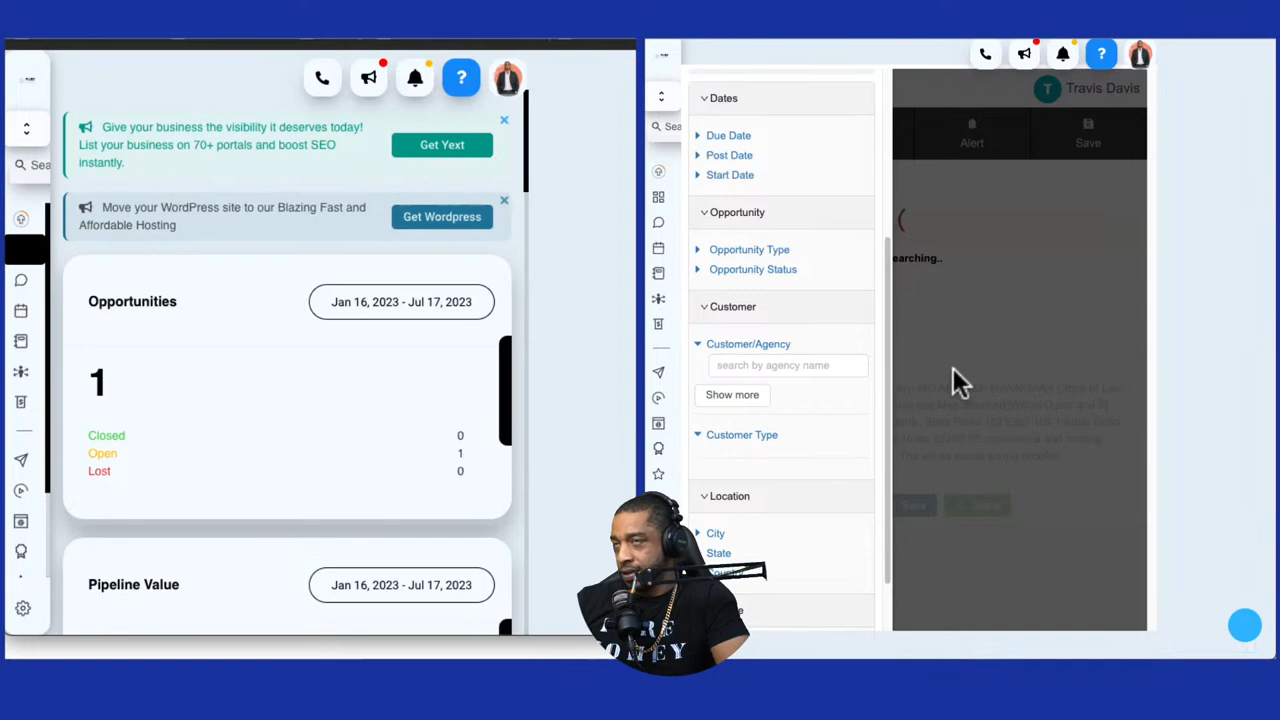 Give your business the visibility it deserves today!
List your business on 70+ portals and boost SEO
instantly.
Get Yext
Move your WordPress site to our Blazing Fast and
Affordable Hosting
Get Wordpress
Sea
Opportunities
Jan 16, 2023 - Jul 17, 2023
1
Closed 0
Open 1
Lost 0
Pipeline Value
Jan 16, 2023 - Jul 17, 2023
?
?
Sea
Dates
Due Date
Post Date
Start Date
Opportunity
Opportunity Type
Opportunity Status
Customer
Customer/Agency
search by agency name
Show more
Customer Type
Location
City
State
T Travis Davis
Alert
Save
earching..
Save